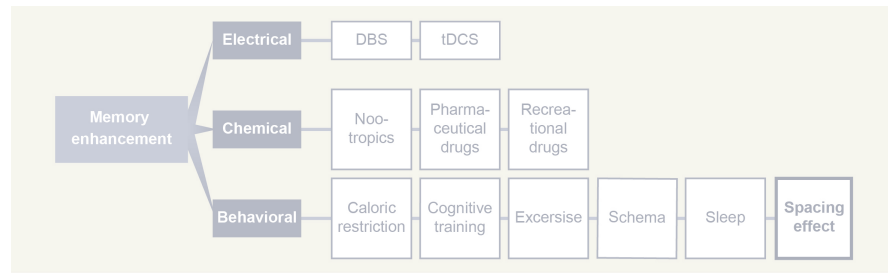 Memory
enhancement
Electrical
DBS
tDCS
Chemical
Noo-
tropics
Pharma-
ceutical
drugs
Recrea-
tional
drugs
Behavioral
Caloric
restriction
Cognitive
training
Excersise
Schema
Sleep
Spacing
effect